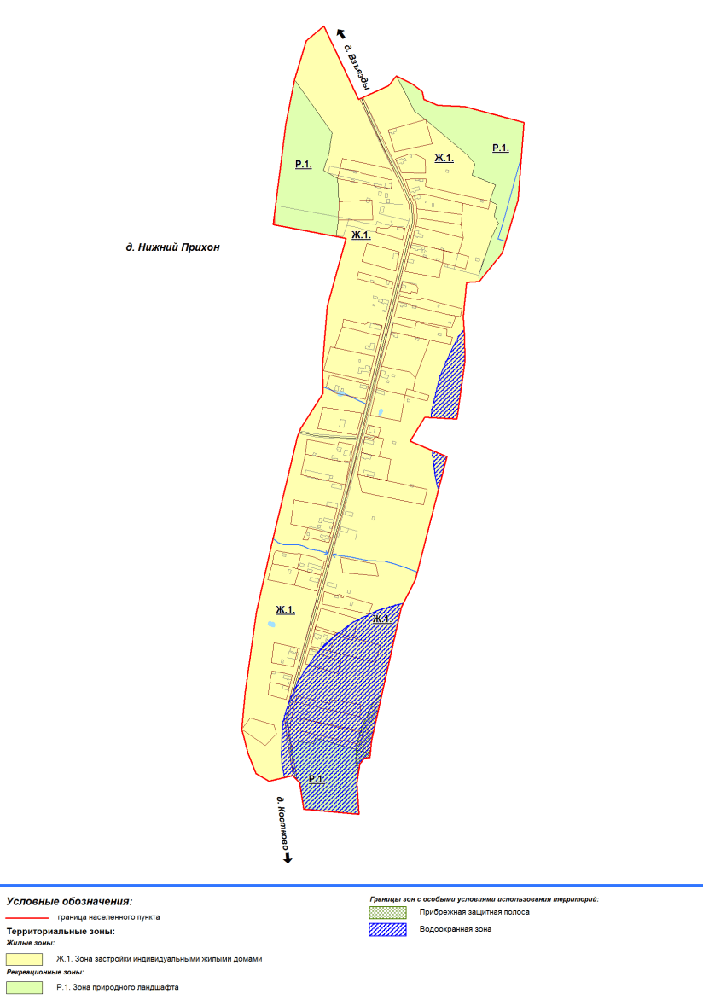 д. Взъезды
Р.1.
Р.1.
Ж.1.
Ж.1.
д. Нижний Прихон
Ж.1.
Ж.1.
Р.1.
д. Костково
Условные обозначения:
граница населенного пункта
Территориальные зоны:
Жилые зоны:
Ж.1. Зона застройки индивидуальными жилыми домами
Рекреационные зоны:
Р.1. Зона природного ландшафта
Границы зон с особыми условиями использования территорий:
Прибрежная защитная полоса
Водоохранная зона